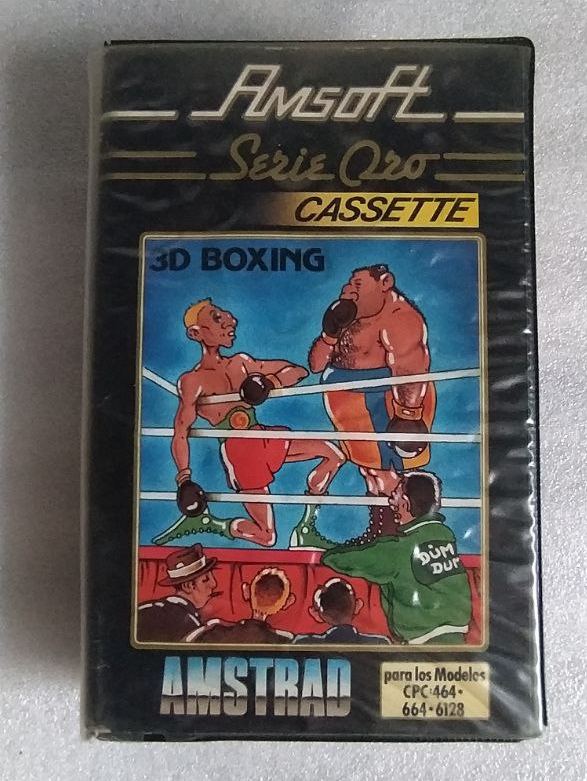 Amsoft
Serie Oro
CASSETTE
3D BOXING
DUM
DUM
AMSTRAD
para los Modelos
CPC 464·
664·6128